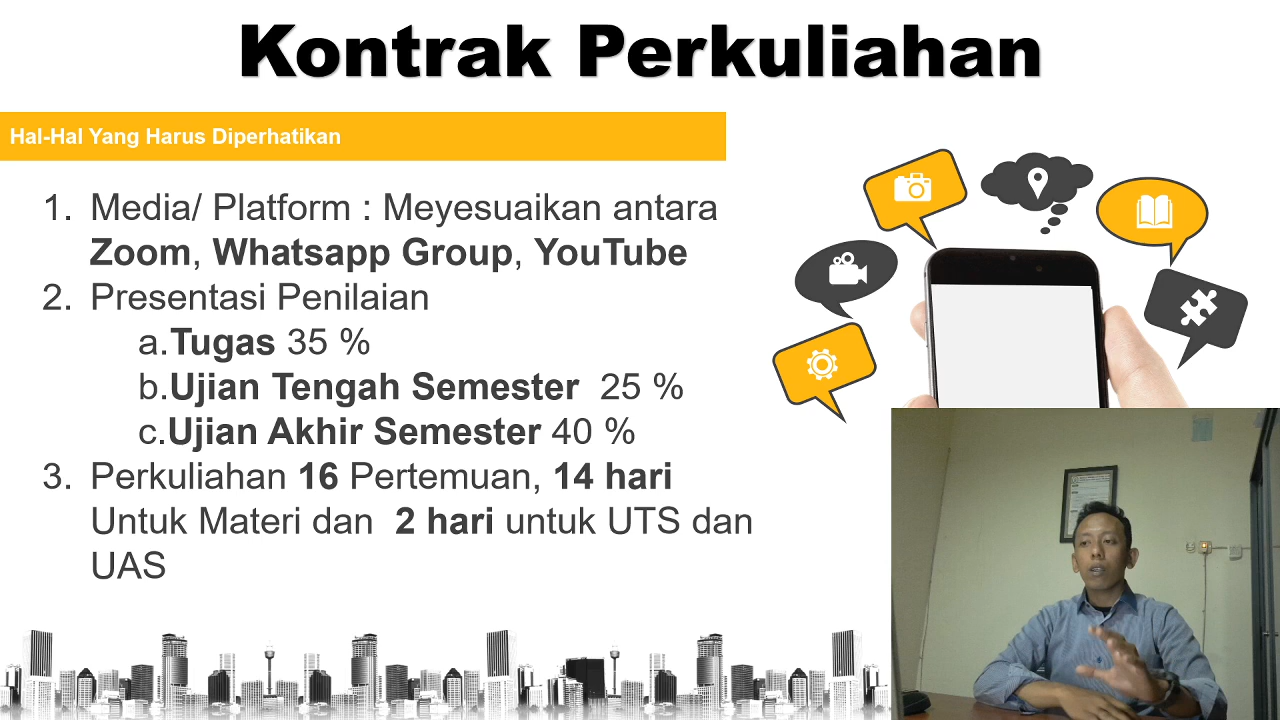 Kontrak Perkuliahan
Hal-Hal Yang Harus Diperhatikan
1. Media/ Platform : Meyesuaikan antara
Zoom, Whatsapp Group, YouTube
2. Presentasi Penilaian
a.Tugas 35 %
b.Ujian Tengah Semester 25 %
c.Ujian Akhir Semester 40 %
3. Perkuliahan 16 Pertemuan, 14 hari
Untuk Materi dan 2 hari untuk UTS dan
UAS